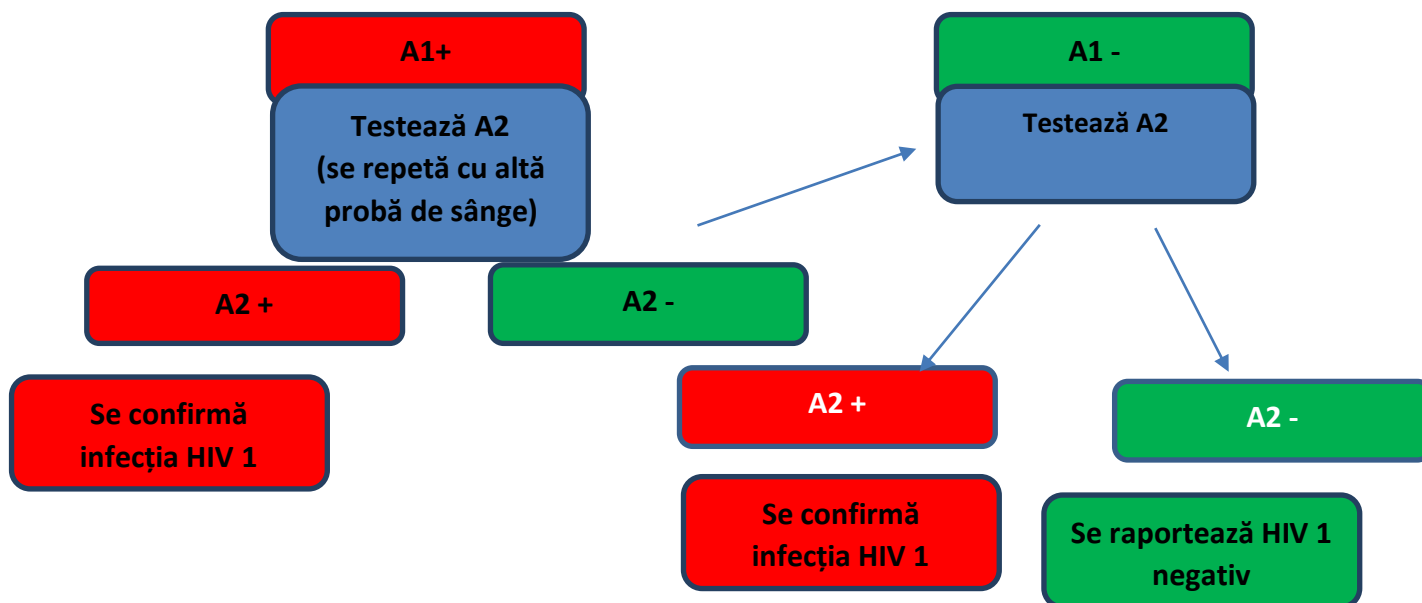 A1+
Testează A2
(se repetă cu altă
probă de sânge)
A2 +
A2 -
Se confirmă
infecția HIV 1
A1 -
Testează A2
A2 +
A2 -
Se confirmă
infecția HIV 1
Se raportează HIV 1
negativ